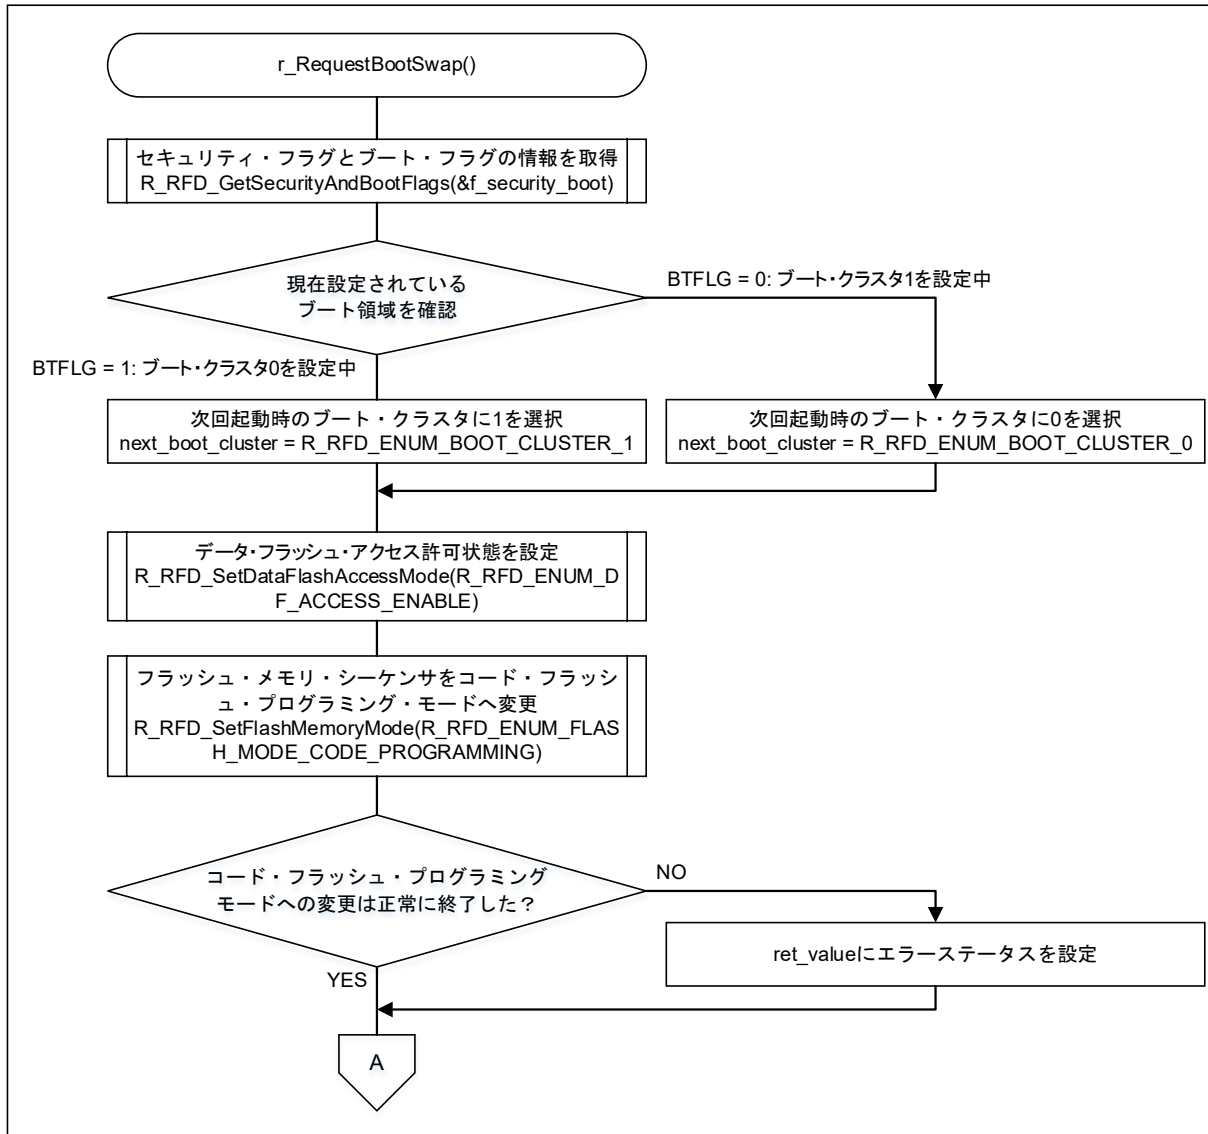 r_RequestBootSwap()
セキュリティ・フラグとブート・フラグの情報を取得
R_RFD_GetSecurityAndBootFlags(&f_security_boot)
現在設定されている
ブート領域を確認
BTFLG = 0: ブート・クラスタ1を設定中
BTFLG = 1: ブート・クラスタ0を設定中
次回起動時のブート・クラスタに1を選択
next_boot_cluster = R_RFD_ENUM_BOOT_CLUSTER_1
次回起動時のブート・クラスタに0を選択
next_boot_cluster = R_RFD_ENUM_BOOT_CLUSTER_0
データ・フラッシュ・アクセス許可状態を設定
R_RFD_SetDataFlashAccessMode(R_RFD_ENUM_D
F_ACCESS_ENABLE)
フラッシュ・メモリ・シーケンサをコード・フラッシ
ュ・プログラミング・モードへ変更
R_RFD_SetFlashMemoryMode(R_RFD_ENUM_FLAS
H_MODE_CODE_PROGRAMMING)
コード・フラッシュ・プログラミング
モードへの変更は正常に終了した？
NO
ret_valueにエラーステータスを設定
YES
A